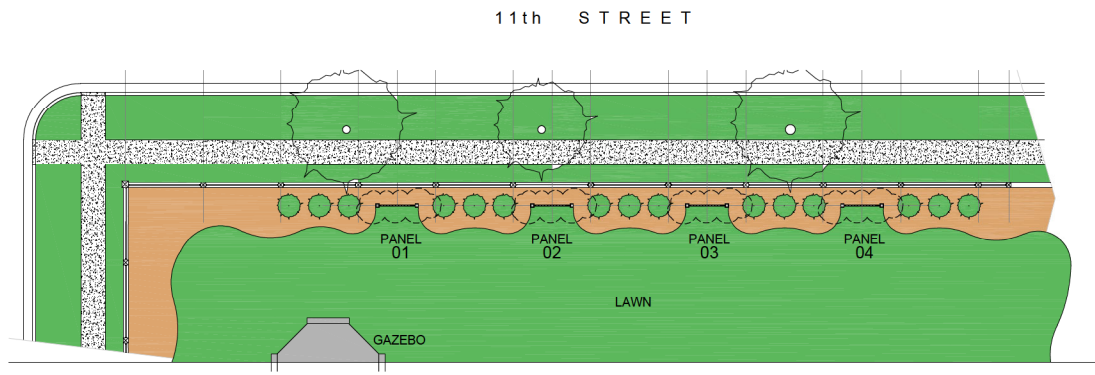 11th STREET
PANEL
01
PANEL
02
PANEL
03
PANEL
04
LAWN
GAZEBO